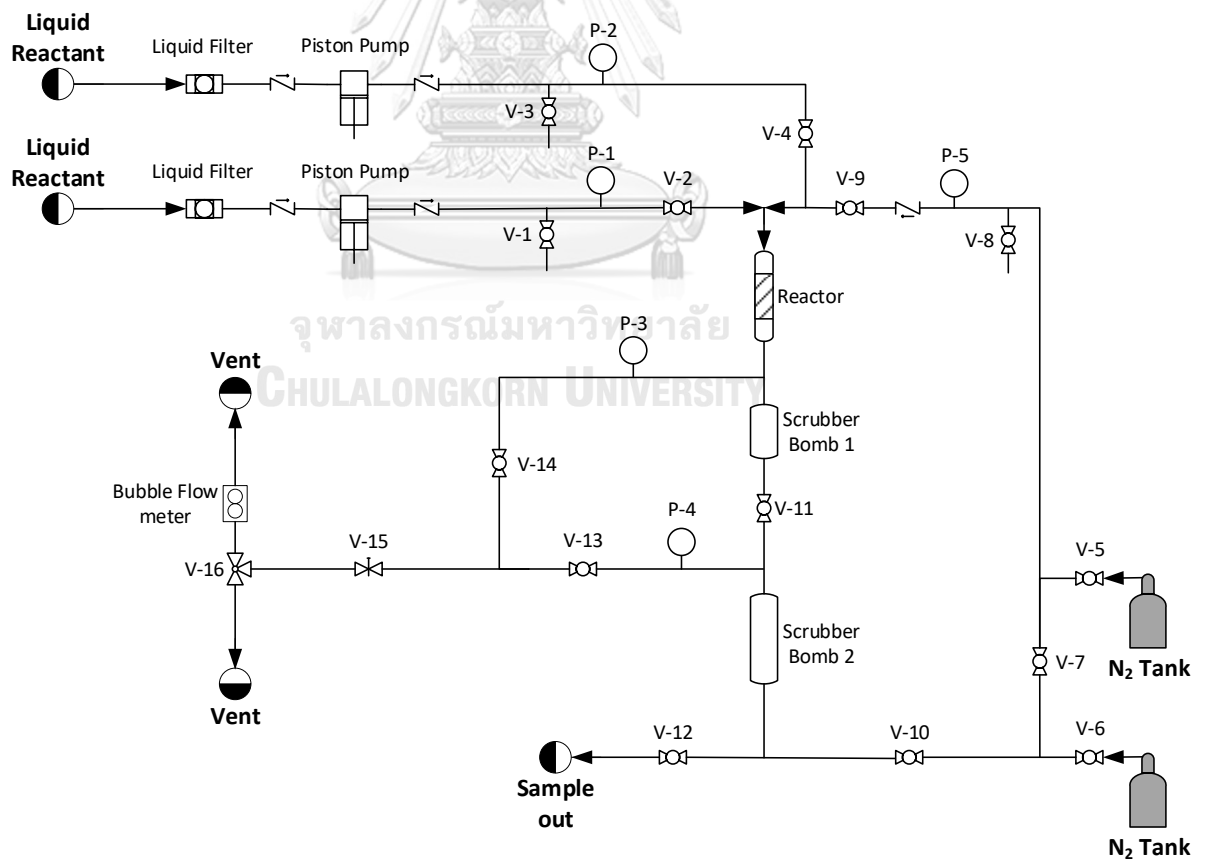 Liquid
Reactant
Liquid Filter
Piston Pump
P-2
V-3
V-4
Liquid
Reactant
Liquid Filter
Piston Pump
P-1
V-2
V-9
P-5
V-1
V-8
Reactor
จุฬาลงกรณ์มหาวิทยาลัย
CHULALONGKORN UNIVERSITY
P-3
Vent
Scrubber
Bomb 1
V-14
Bubble Flow
meter
V-11
P-4
V-15
V-13
V-16
V-5
Scrubber
Bomb 2
V-7
N₂ Tank
Vent
V-12
V-10
V-6
Sample
out
N₂ Tank